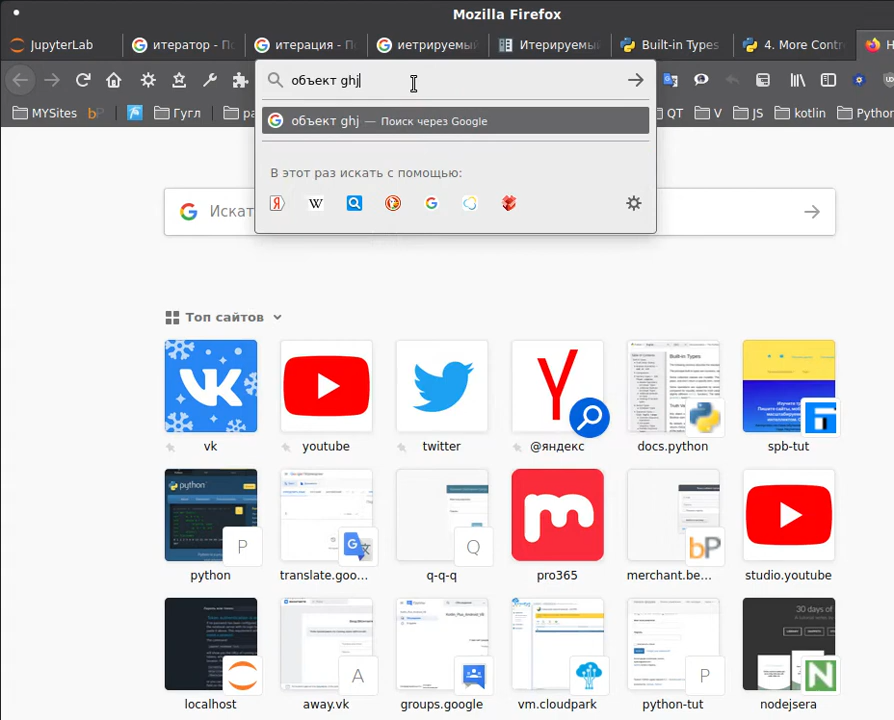 Mozilla Firefox
JupyterLab
итератор - По
итерация - П
иетрируемы
Итерируемы
Built-in Types
4. More Contr
объект ghj
MYSites
bP
Гугл
QT
V
JS
kotlin
Python
объект ghj — Поиск через Google
В этот раз искать с помощью:
Искат
Топ сайтов
vk
youtube
twitter
@яндекс
docs.python
spb-tut
python
translate.goo...
q-q-q
pro365
merchant.be...
studio.youtube
localhost
away.vk
groups.google
vm.cloudpark
python-tut
nodejsera